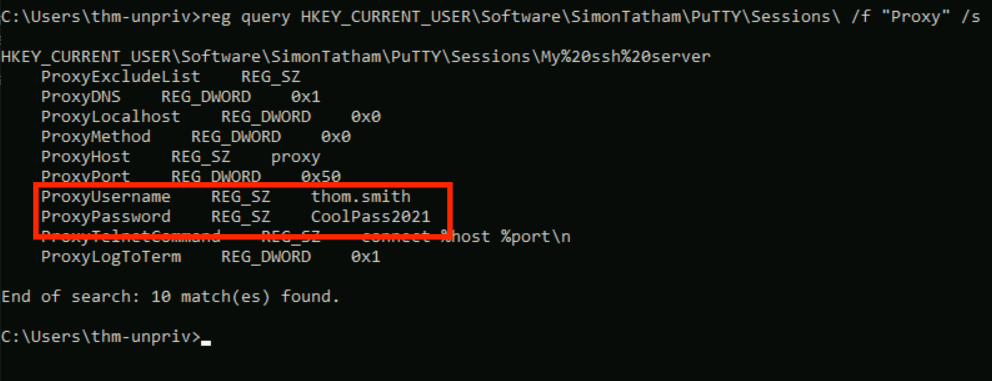 C:\Users\thm-unpriv>reg query HKEY_CURRENT_USER\Software\SimonTatham\PuTTY\Sessions\ /f "Proxy" /s
HKEY_CURRENT_USER\Software\SimonTatham\PuTTY\Sessions\My%20ssh%20server
ProxyExcludeList    REG_SZ
ProxyDNS    REG_DWORD    0x1
ProxyLocalhost    REG_DWORD    0x0
ProxyMethod    REG_DWORD    0x0
ProxyHost    REG_SZ    proxy
ProxyPort    REG_DWORD    0x50
ProxyUsername    REG_SZ    thom.smith
ProxyPassword    REG_SZ    CoolPass2021
ProxyTelnetCommand    REG_SZ    connect %host %port\n
ProxyLogToTerm    REG_DWORD    0x1
End of search: 10 match(es) found.
C:\Users\thm-unpriv>